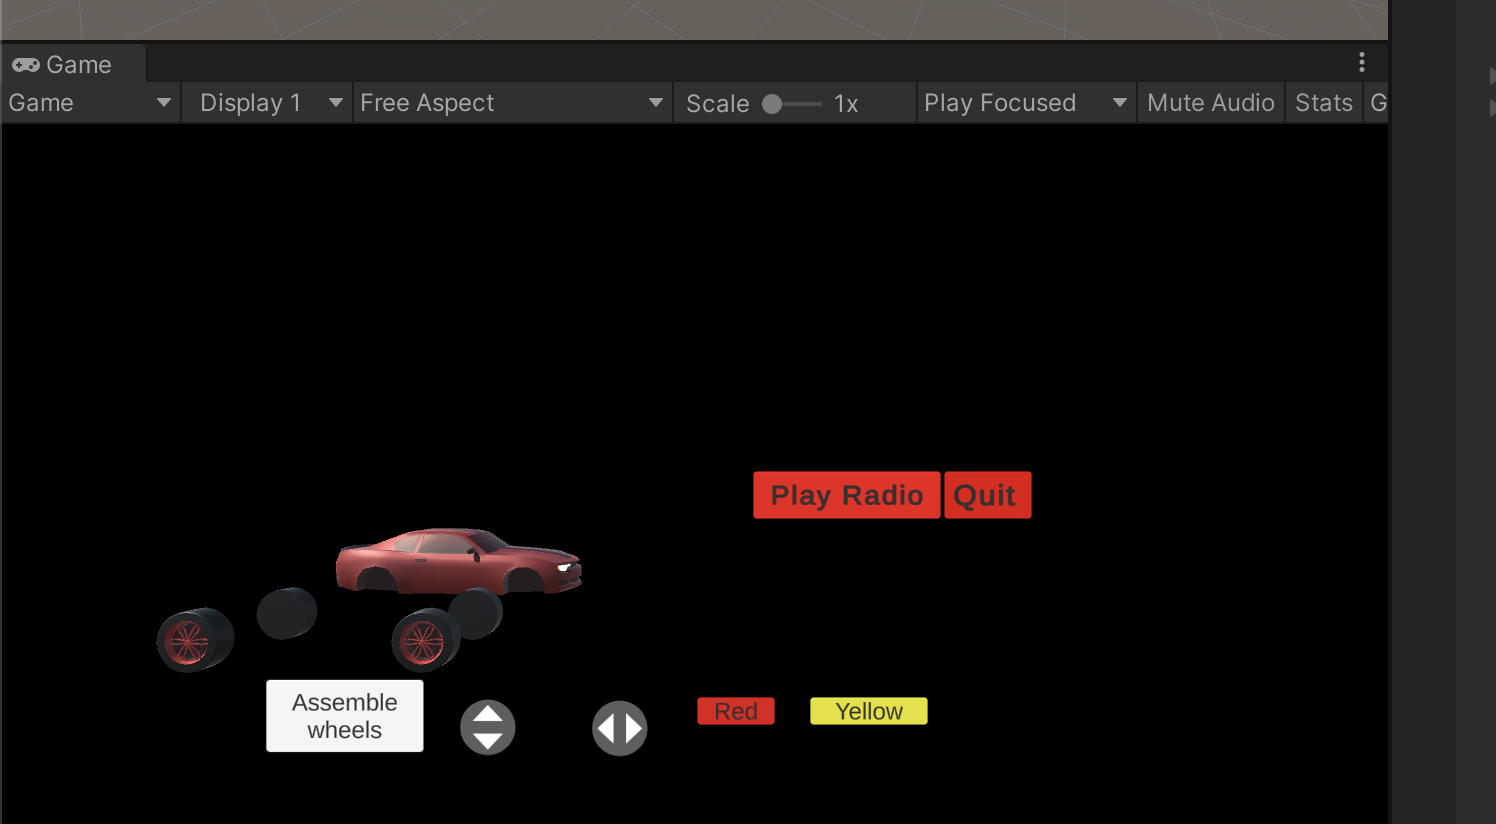 Game
Game Display 1 Free Aspect Scale 1x Play Focused Mute Audio Stats G
Play Radio Quit
Assemble
wheels
Red Yellow